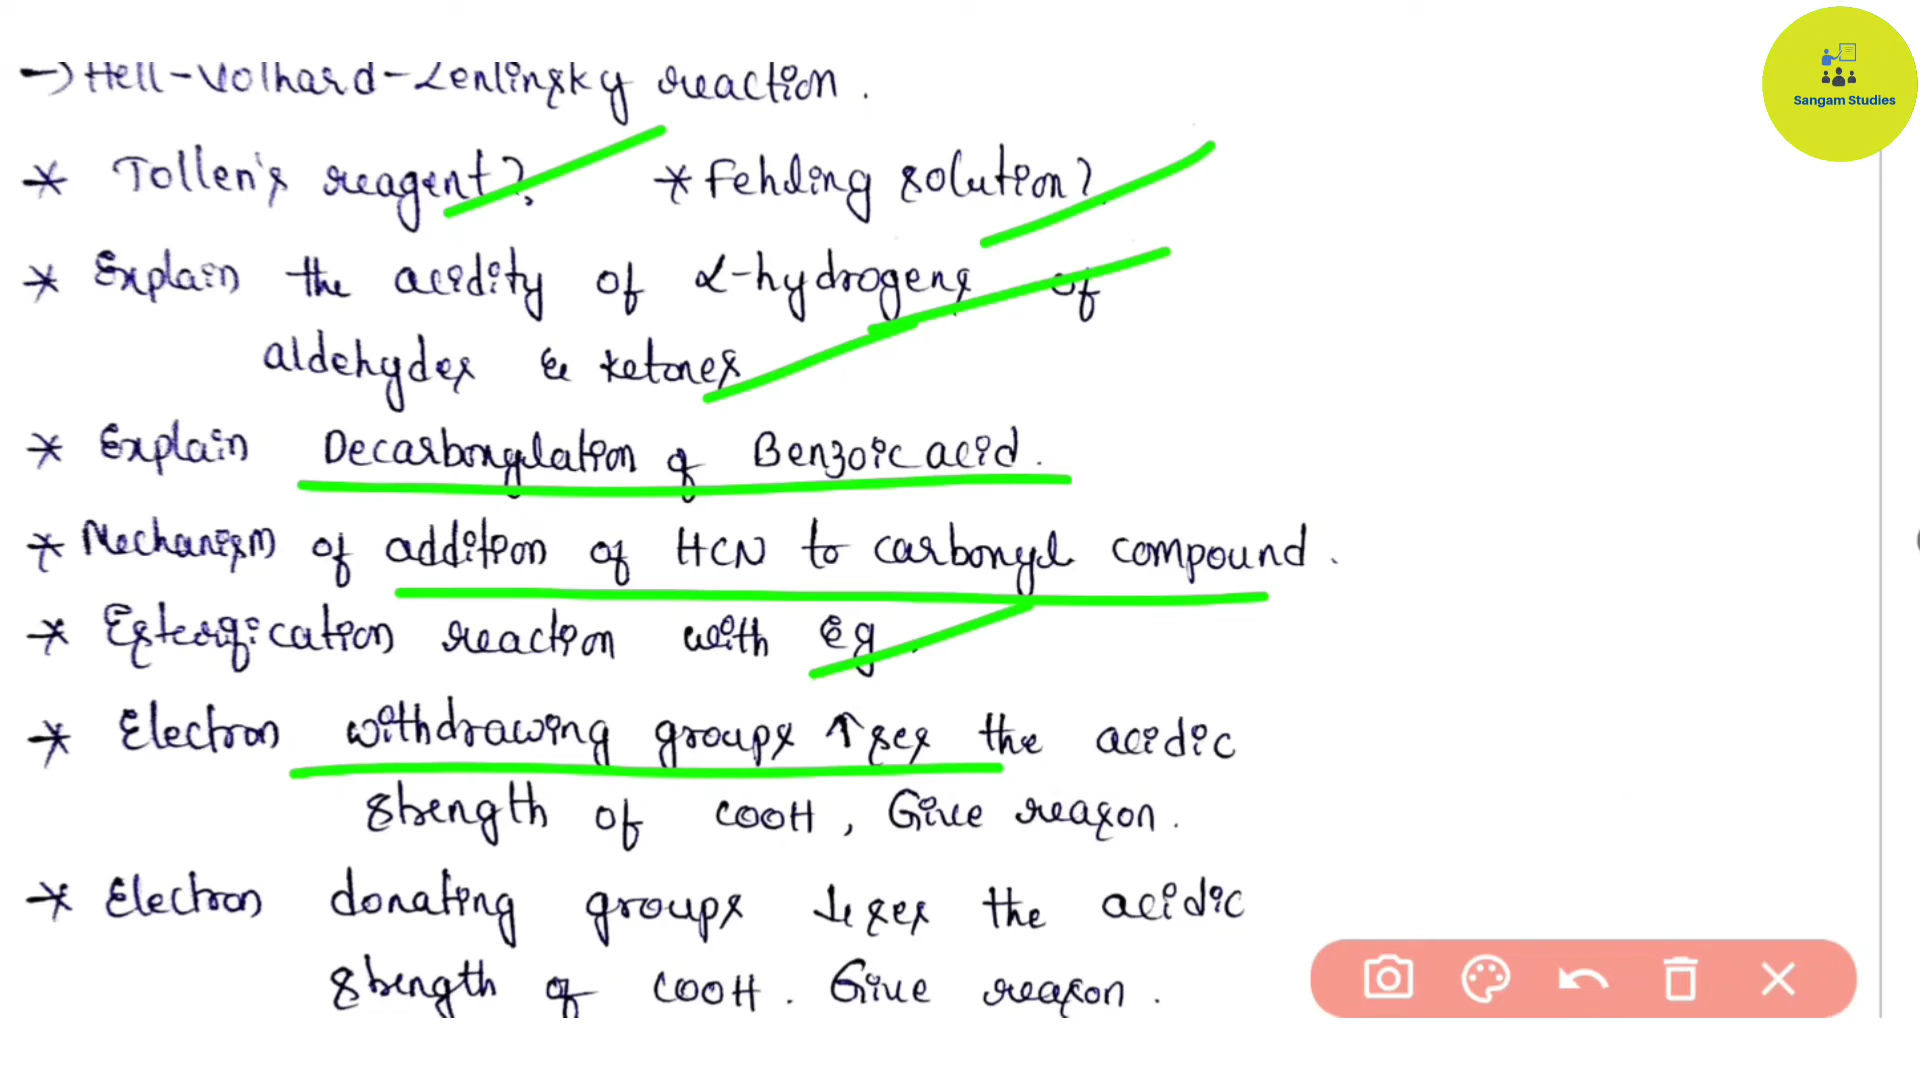 → Hell-Volhard-Zenlinsky reaction.
Sangam Studies
* Tollen's reagent? * Fehling solution?
* Explain the acidity of α-hydrogens of
aldehydes & ketones
* Explain Decarboxylation of Benzoic acid.
* Mechanism of addition of HCN to carbonyl compound.
* Esterification reaction with eg.
* Electron withdrawing groups ↑ses the acidic
strength of COOH, Give reason.
* Electron donating groups ↓ses the acidic
strength of COOH. Give reason.